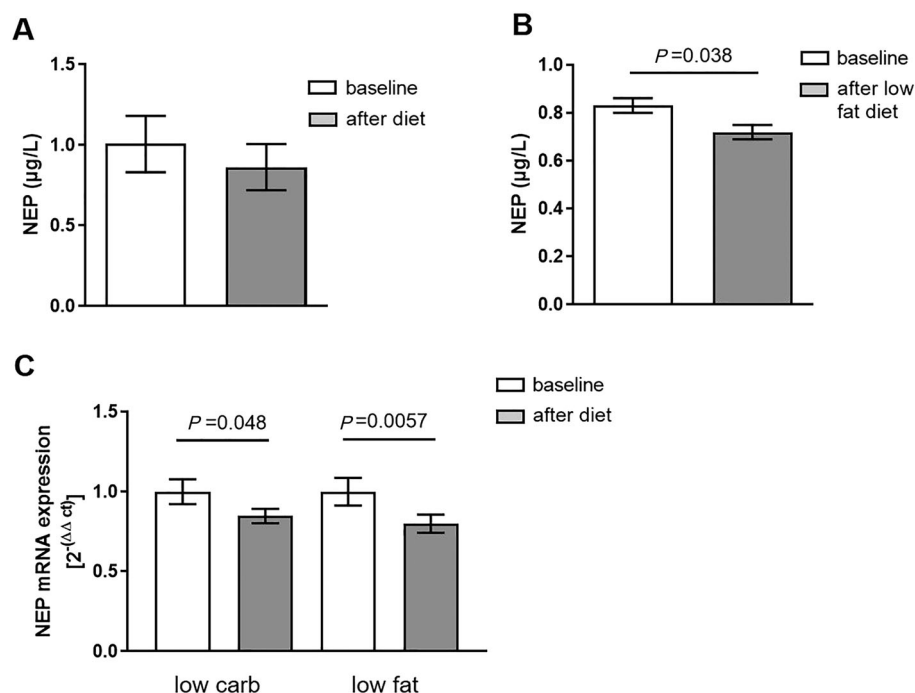 A
NEP (µg/L)
1.5
1.0
0.5
0.0
baseline
after diet
B
NEP (µg/L)
1.0
0.8
0.6
0.4
0.2
0.0
P =0.038
baseline
after low
fat diet
C
NEP mRNA expression
[2-(ΔΔ ct)]
1.5
1.0
0.5
0.0
P =0.048
P =0.0057
baseline
after diet
low carb
low fat